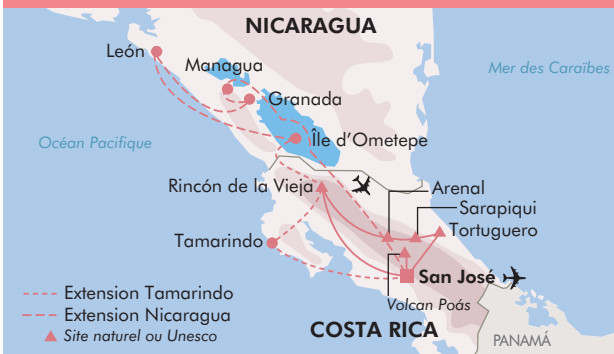 NICARAGUA
León
Managua
Granada
Mer des Caraïbes
Océan Pacifique
Île d'Ometepe
Rincón de la Vieja
Arenal
Sarapiqui
Tortuguero
Tamarindo
San José
Extension Tamarindo
Extension Nicaragua
Site naturel ou Unesco
Volcan Poás
COSTA RICA
PANAMÁ